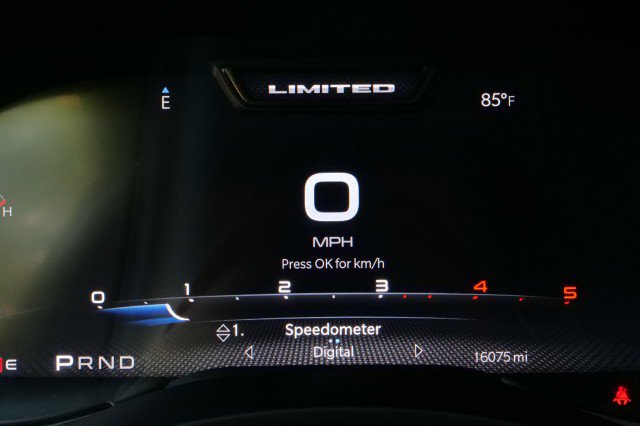 LIMITED
E
85°F
H
0
MPH
Press OK for km/h
0 1 2 3 4 5
1. Speedometer
Digital
E
PRND
16075 mi